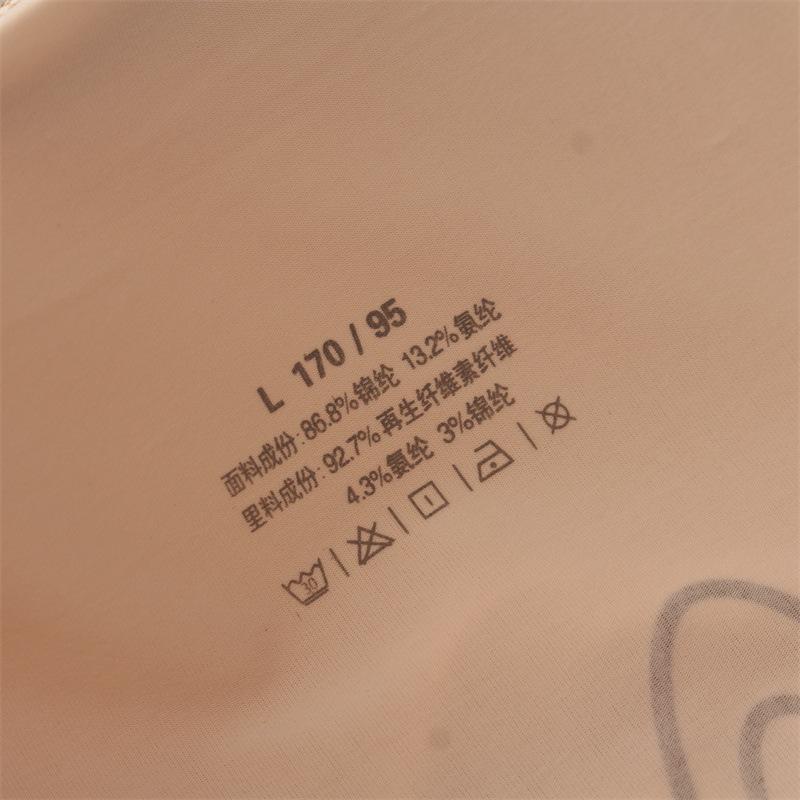 L 170 / 95
面料成份:86.8%锦纶 13.2%氨纶
里料成份:92.7%再生纤维素纤维
4.3%氨纶 3%锦纶
30